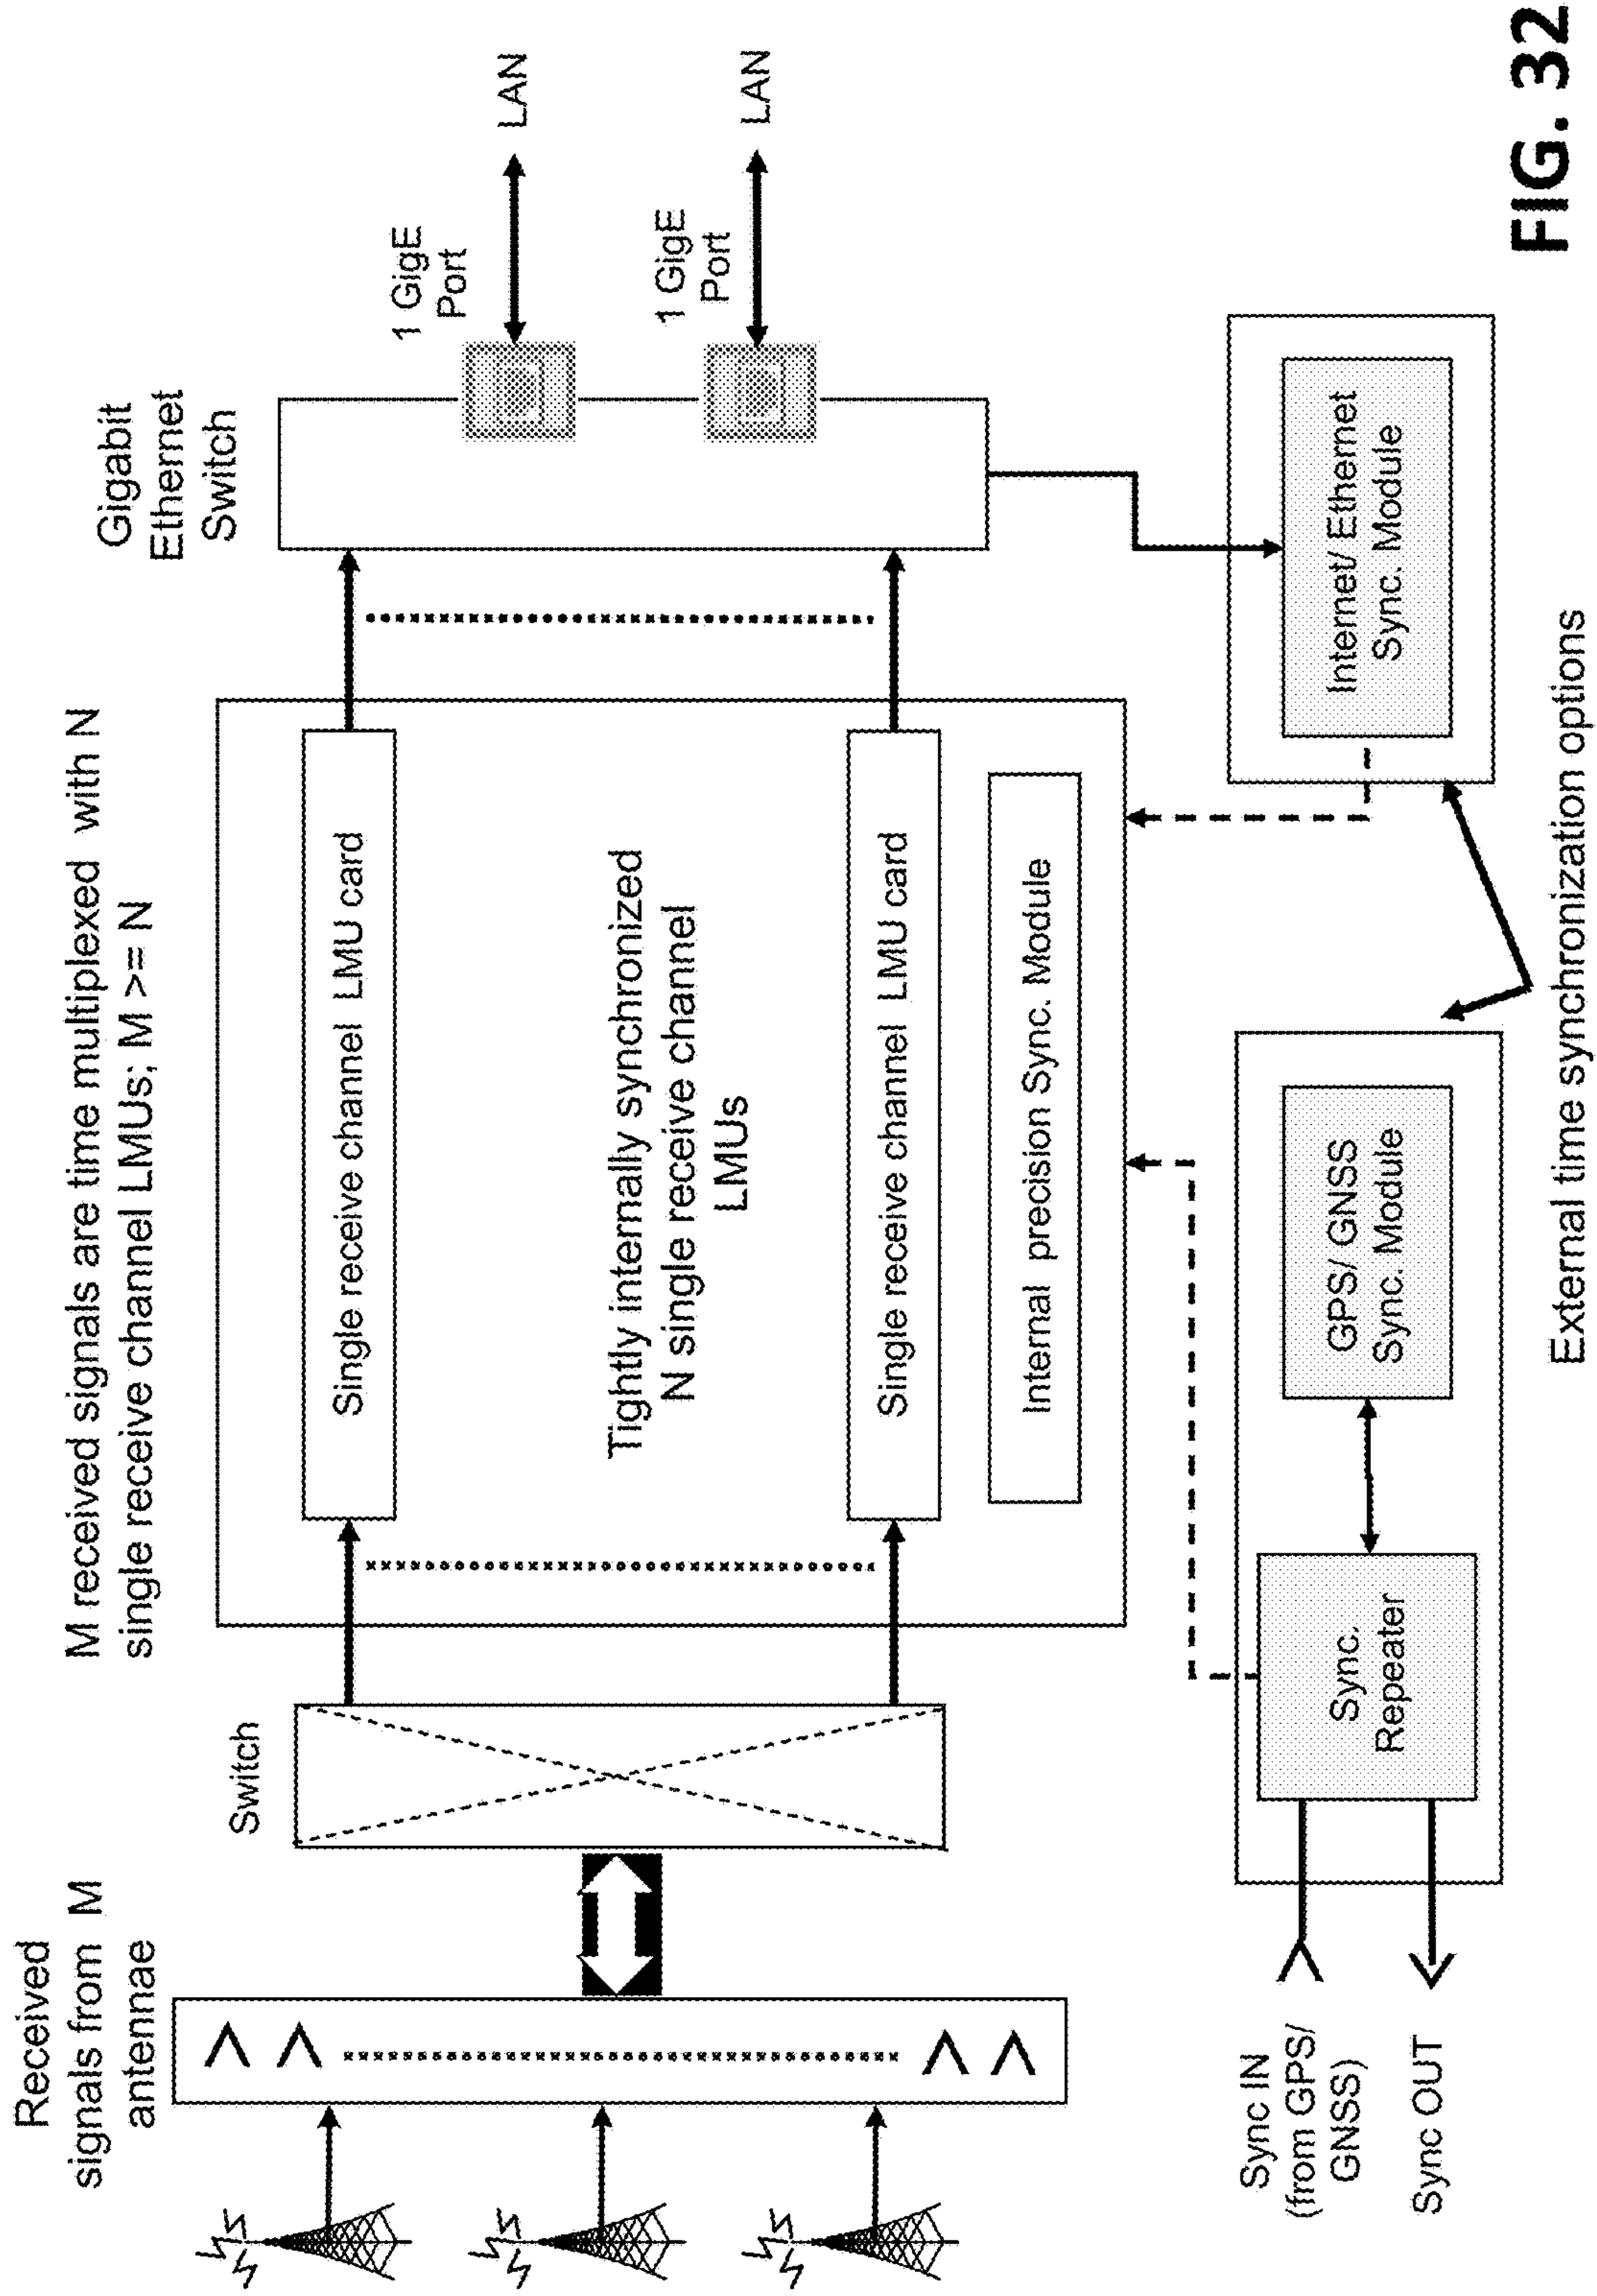 Received
signals from M
antennae
M received signals are time multiplexed with N
single receive channel LMUs; M >= N
Gigabit
Ethernet
Switch
Switch
Single receive channel LMU card
Tightly internally synchronized
N single receive channel
LMUs
Single receive channel LMU card
Internal precision Sync. Module
1 GigE
Port
LAN
1 GigE
Port
LAN
Sync IN
(from GPS/
GNSS)
Sync OUT
Sync.
Repeater
GPS/ GNSS
Sync. Module
Internet/ Ethernet
Sync. Module
External time synchronization options
FIG. 32